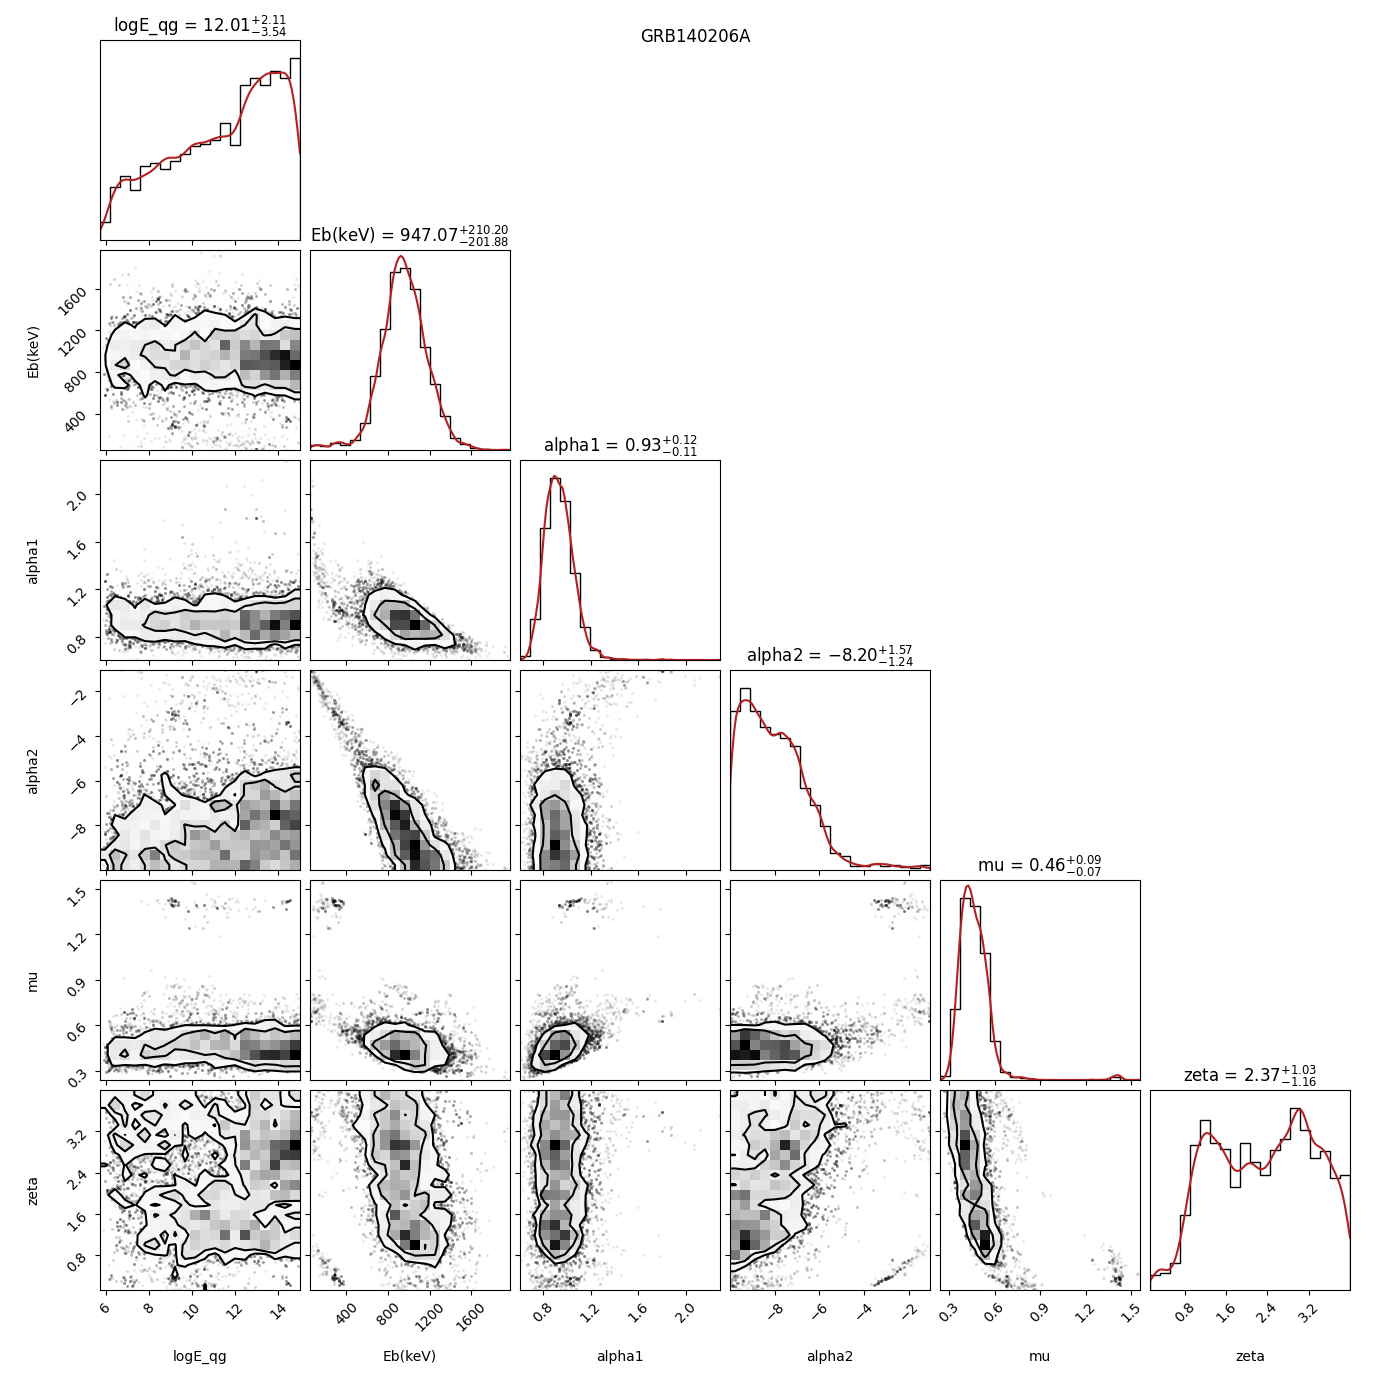 GRB140206A
logE_qg = 12.01+2.11 −3.54
Eb(keV) = 947.07+210.20 −201.88
Eb(keV)
1600
1200
800
400
alpha1 = 0.93+0.12 −0.11
alpha1
2.0
1.6
1.2
0.8
alpha2 = −8.20+1.57 −1.24
alpha2
−2
−4
−6
−8
mu = 0.46+0.09 −0.07
mu
1.5
1.2
0.9
0.6
0.3
zeta = 2.37+1.03 −1.16
zeta
3.2
2.4
1.6
0.8
6 8 10 12 14 400 800 1200 1600 0.8 1.2 1.6 2.0 −8 −6 −4 −2 0.3 0.6 0.9 1.2 1.5 0.8 1.6 2.4 3.2
logE_qg Eb(keV) alpha1 alpha2 mu zeta